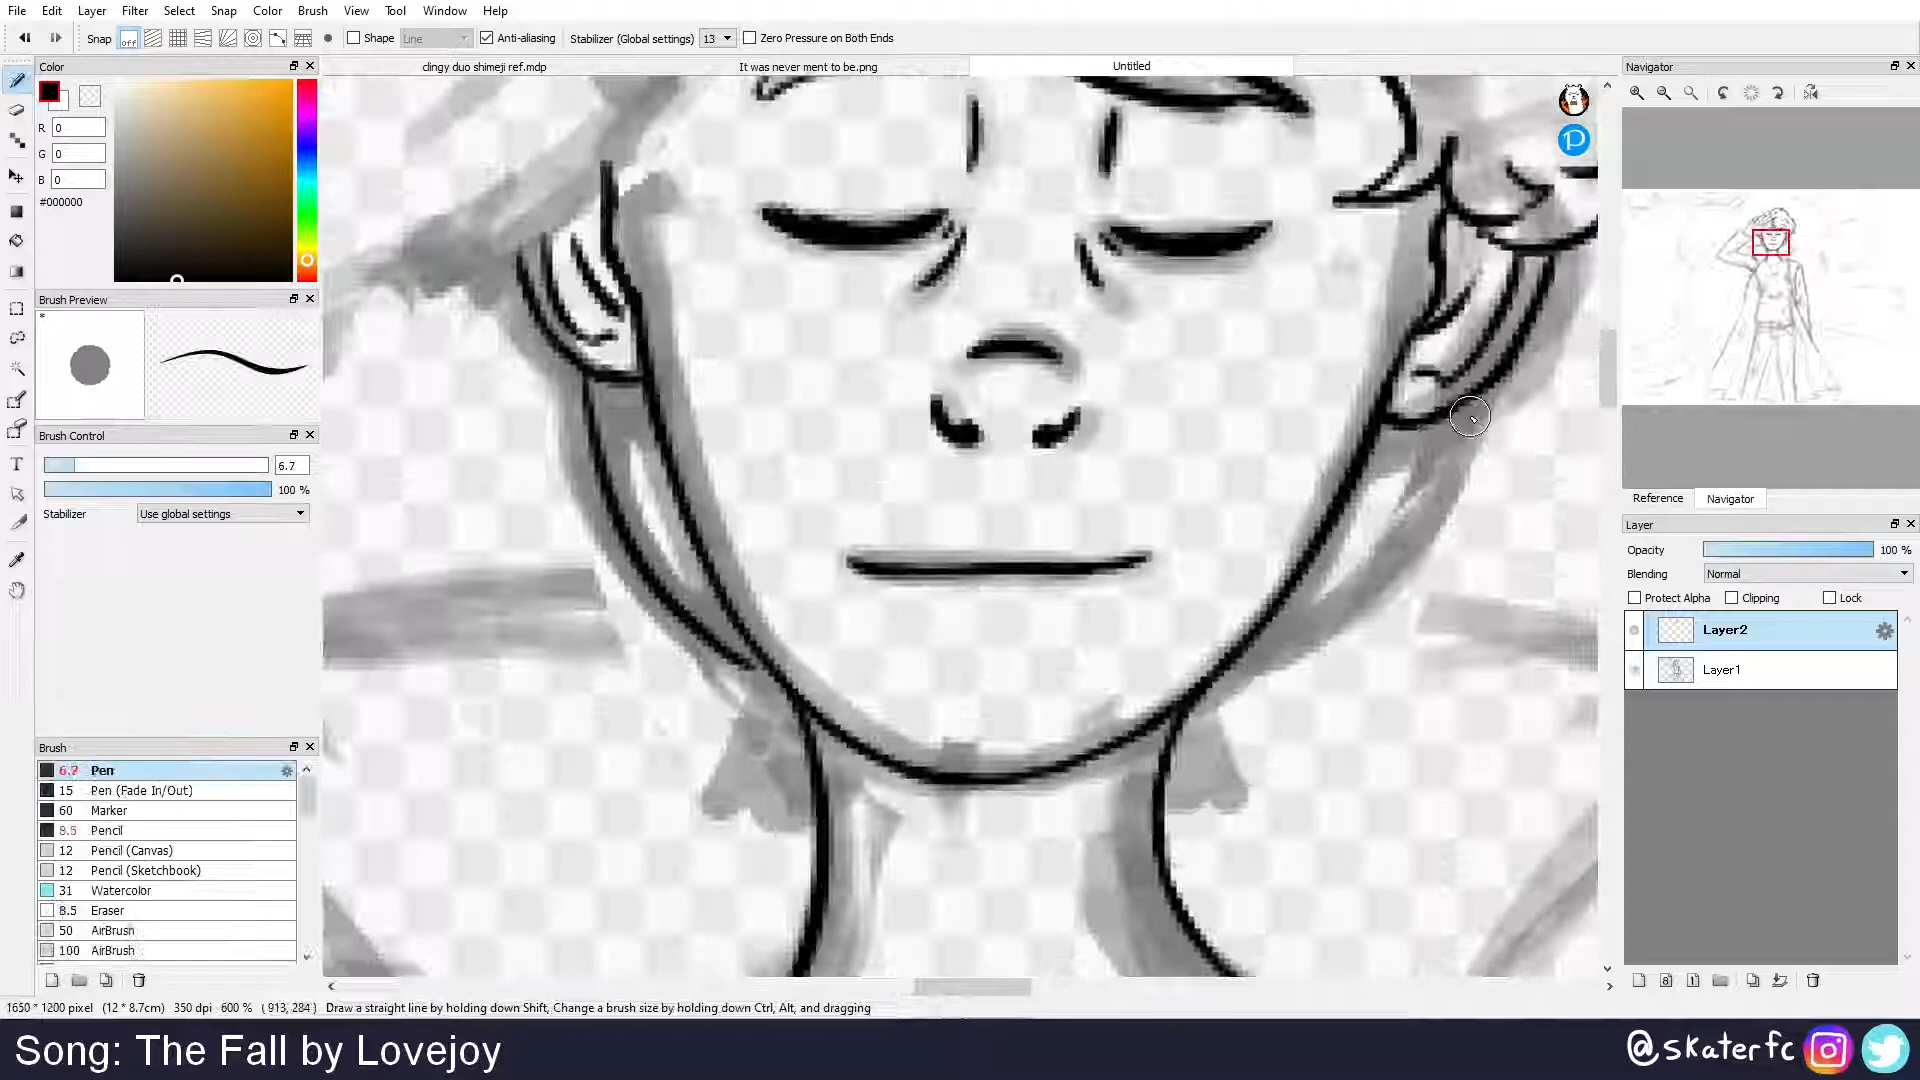 File Edit Layer Filter Select Snap Color Brush View Tool Window Help
Snap off Shape Line Anti-aliasing Stabilizer (Global settings) 13 Zero Pressure on Both Ends
Color
clingy duo shimeji ref.mdp
It was never ment to be.png
Untitled
Navigator
R 0
G 0
B 0
#000000
Brush Preview
*
Brush Control
6.7
100 %
Stabilizer Use global settings
Reference Navigator
Layer
Opacity 100 %
Blending Normal
Protect Alpha Clipping Lock
Layer2
Layer1
Brush
6.7 Pen
15 Pen (Fade In/Out)
60 Marker
8.5 Pencil
12 Pencil (Canvas)
12 Pencil (Sketchbook)
31 Watercolor
8.5 Eraser
50 AirBrush
100 AirBrush
1650 * 1200 pixel (12 * 8.7cm) 350 dpi 600 % ( 913, 284 ) Draw a straight line by holding down Shift, Change a brush size by holding down Ctrl, Alt, and dragging
Song: The Fall by Lovejoy
@skaterfc